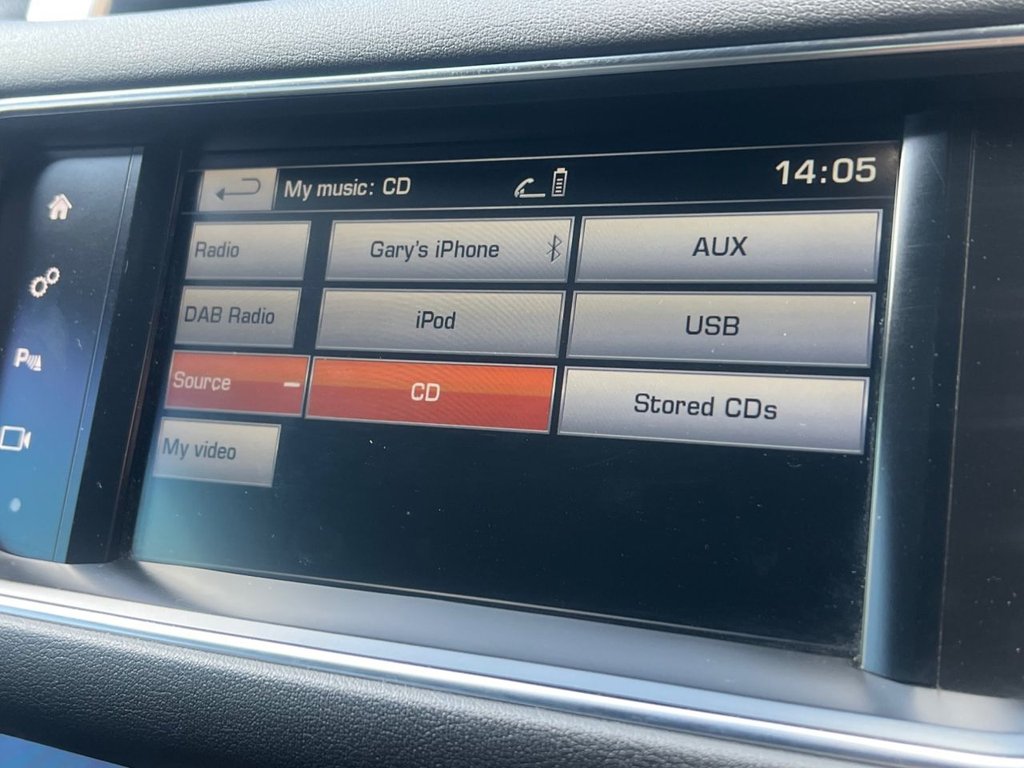 My music: CD
14:05
Radio
Gary's iPhone
AUX
DAB Radio
iPod
USB
Source
CD
Stored CDs
My video
P